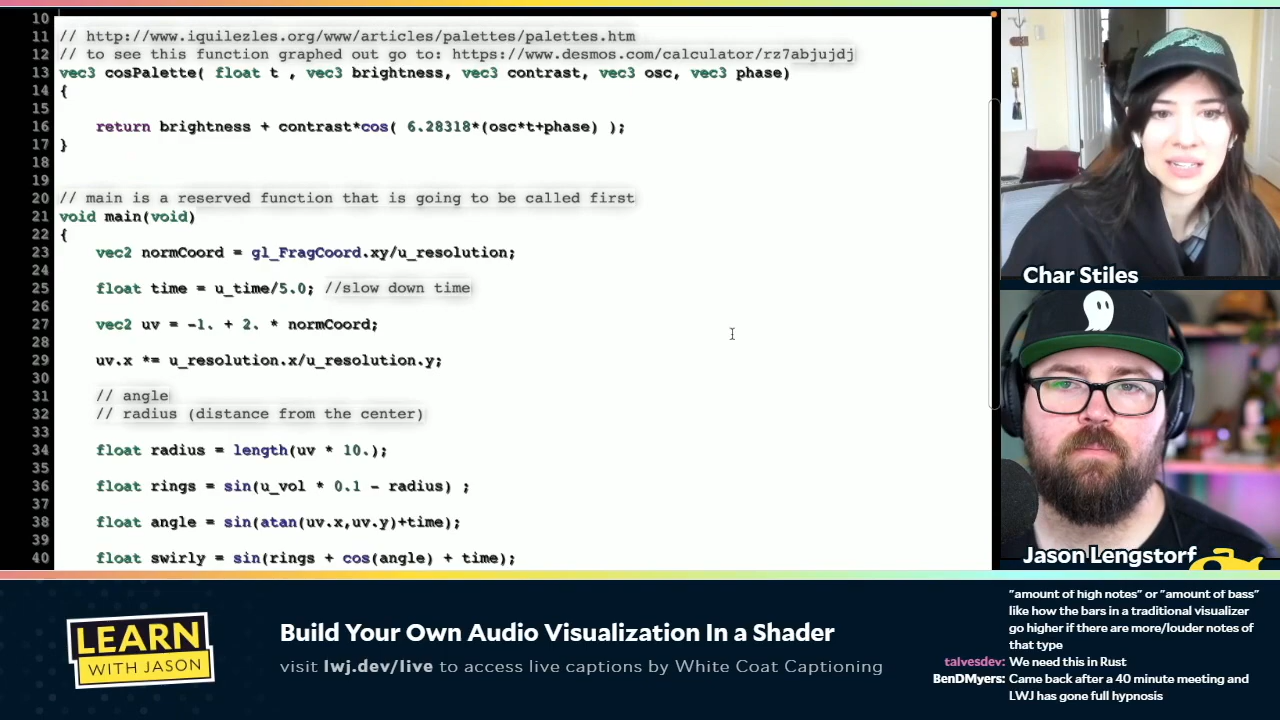 10
11 // http://www.iquilezles.org/www/articles/palettes/palettes.htm
12 // to see this function graphed out go to: https://www.desmos.com/calculator/rz7abjujdj
13 vec3 cosPalette( float t , vec3 brightness, vec3 contrast, vec3 osc, vec3 phase)
14 {
15
16 return brightness + contrast*cos( 6.28318*(osc*t+phase) );
17 }
18
19
20 // main is a reserved function that is going to be called first
21 void main(void)
22 {
23 vec2 normCoord = gl_FragCoord.xy/u_resolution;
24
25 float time = u_time/5.0; //slow down time
26
27 vec2 uv = -1. + 2. * normCoord;
28
29 uv.x *= u_resolution.x/u_resolution.y;
30
31 // angle
32 // radius (distance from the center)
33
34 float radius = length(uv * 10.);
35
36 float rings = sin(u_vol * 0.1 - radius) ;
37
38 float angle = sin(atan(uv.x,uv.y)+time);
39
40 float swirly = sin(rings + cos(angle) + time);
Char Stiles
Jason Lengstorf
LEARN
WITH JASON
Build Your Own Audio Visualization In a Shader
visit lwj.dev/live to access live captions by White Coat Captioning
"amount of high notes" or "amount of bass"
like how the bars in a traditional visualizer
go higher if there are more/louder notes of
that type
talvesdev: We need this in Rust
BenDMyers: Came back after a 40 minute meeting and
LWJ has gone full hypnosis